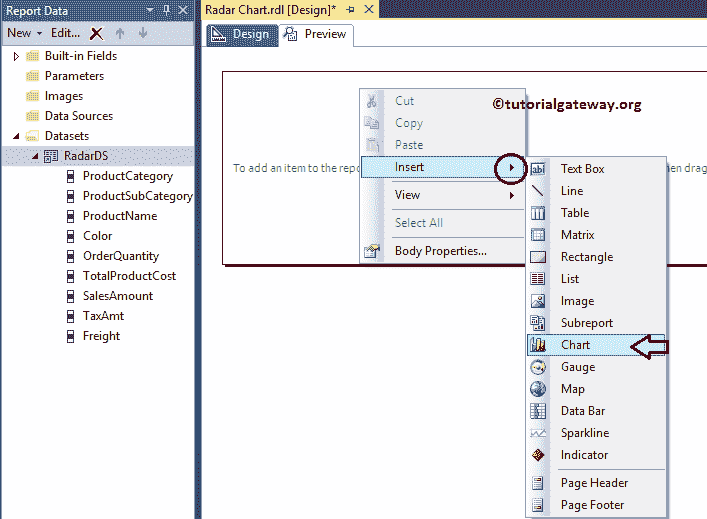 Report Data
New Edit...
Built-in Fields
Parameters
Images
Data Sources
Datasets
RadarDS
ProductCategory
ProductSubCategory
ProductName
Color
OrderQuantity
TotalProductCost
SalesAmount
TaxAmt
Freight
Radar Chart.rdl [Design]*
Design Preview
©tutorialgateway.org
To add an item to the repo
en drag
Cut
Copy
Paste
Insert
View
Select All
Body Properties...
Text Box
Line
Table
Matrix
Rectangle
List
Image
Subreport
Chart
Gauge
Map
Data Bar
Sparkline
Indicator
Page Header
Page Footer